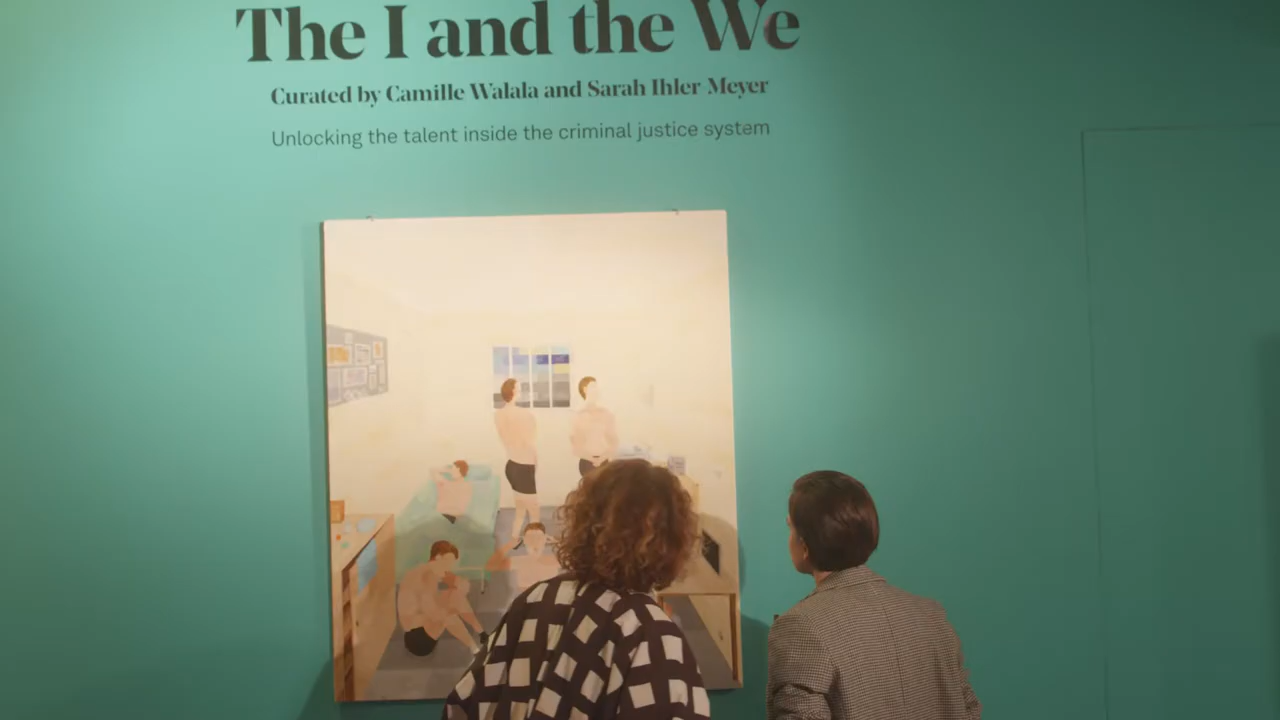 The I and the We
Curated by Camille Walala and Sarah Ihler-Meyer
Unlocking the talent inside the criminal justice system